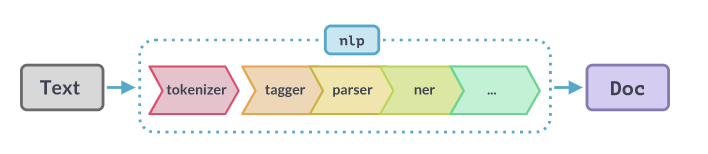 nlp
Text
tokenizer
tagger
parser
ner
...
Doc